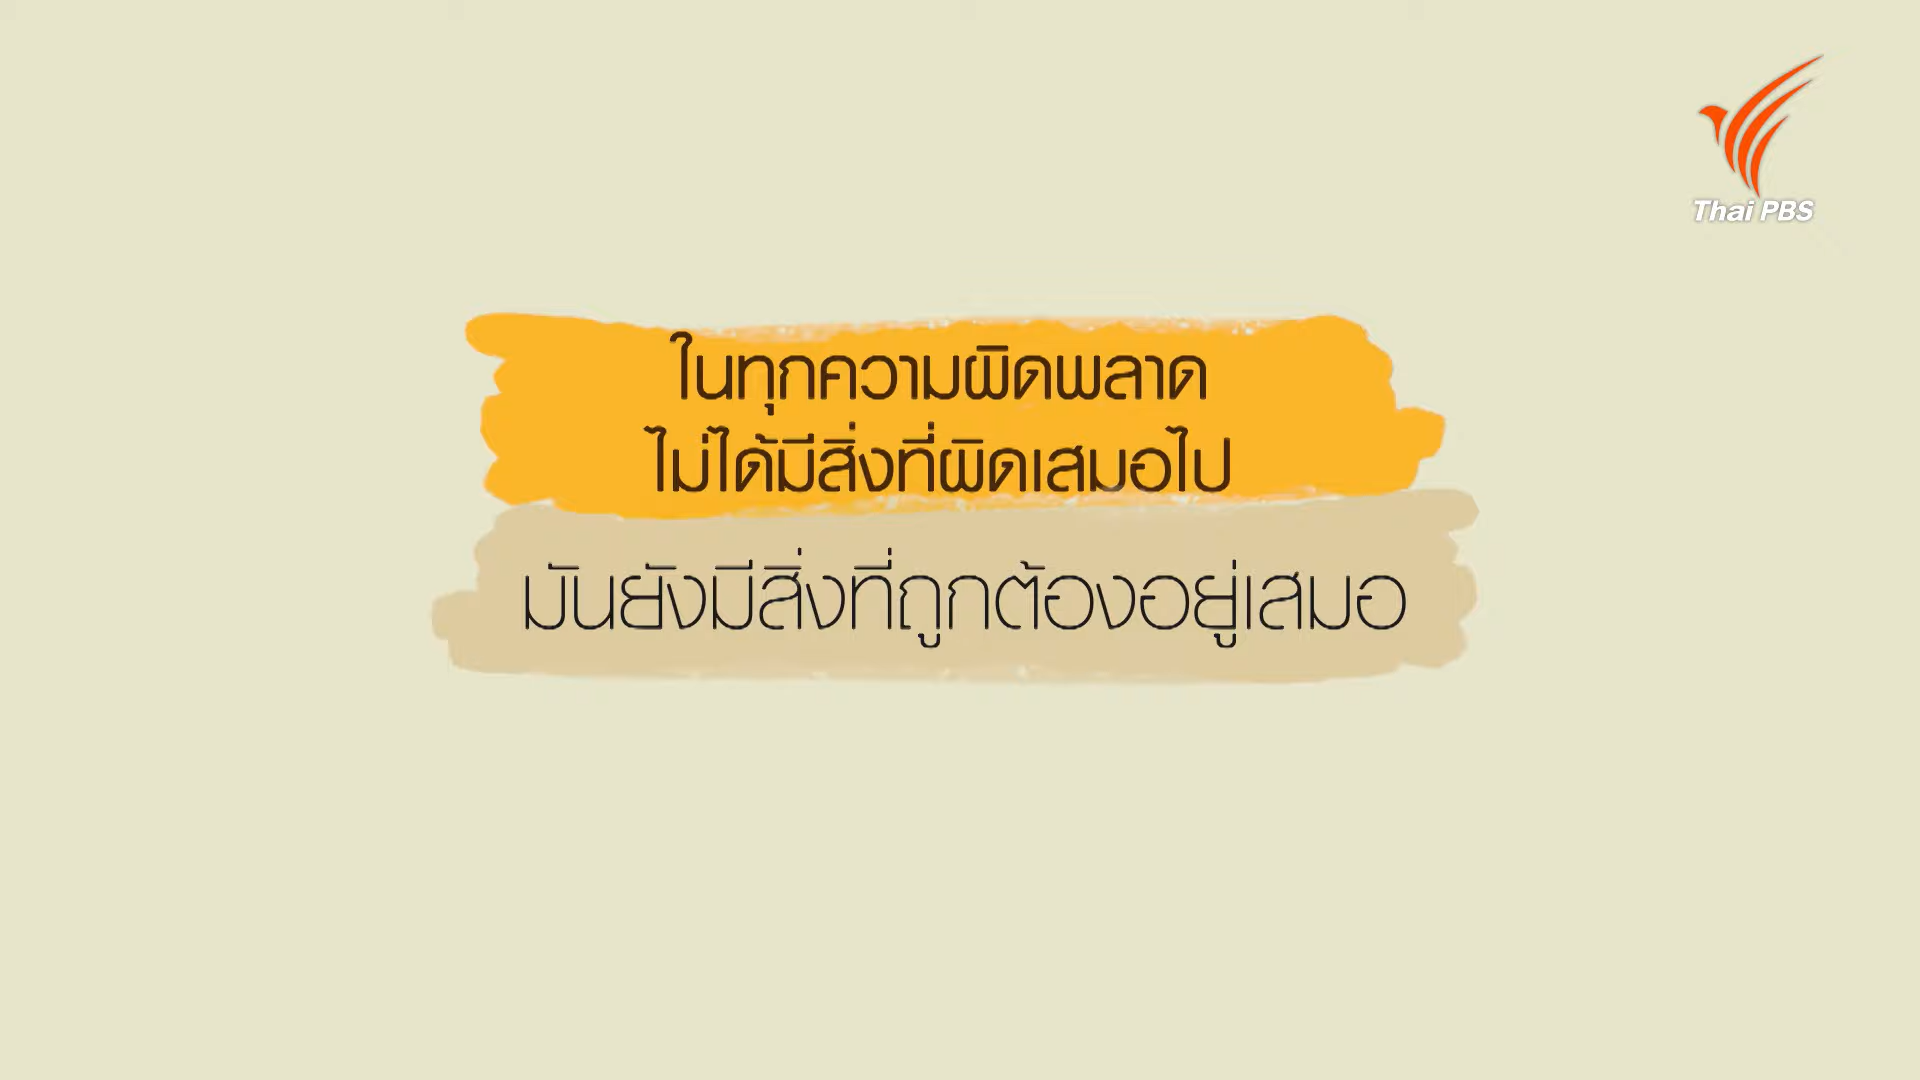 Thai PBS
ในทุกความผิดพลาด
ไม่ได้มีสิ่งที่ผิดเสมอไป
มันยังมีสิ่งที่ถูกต้องอยู่เสมอ